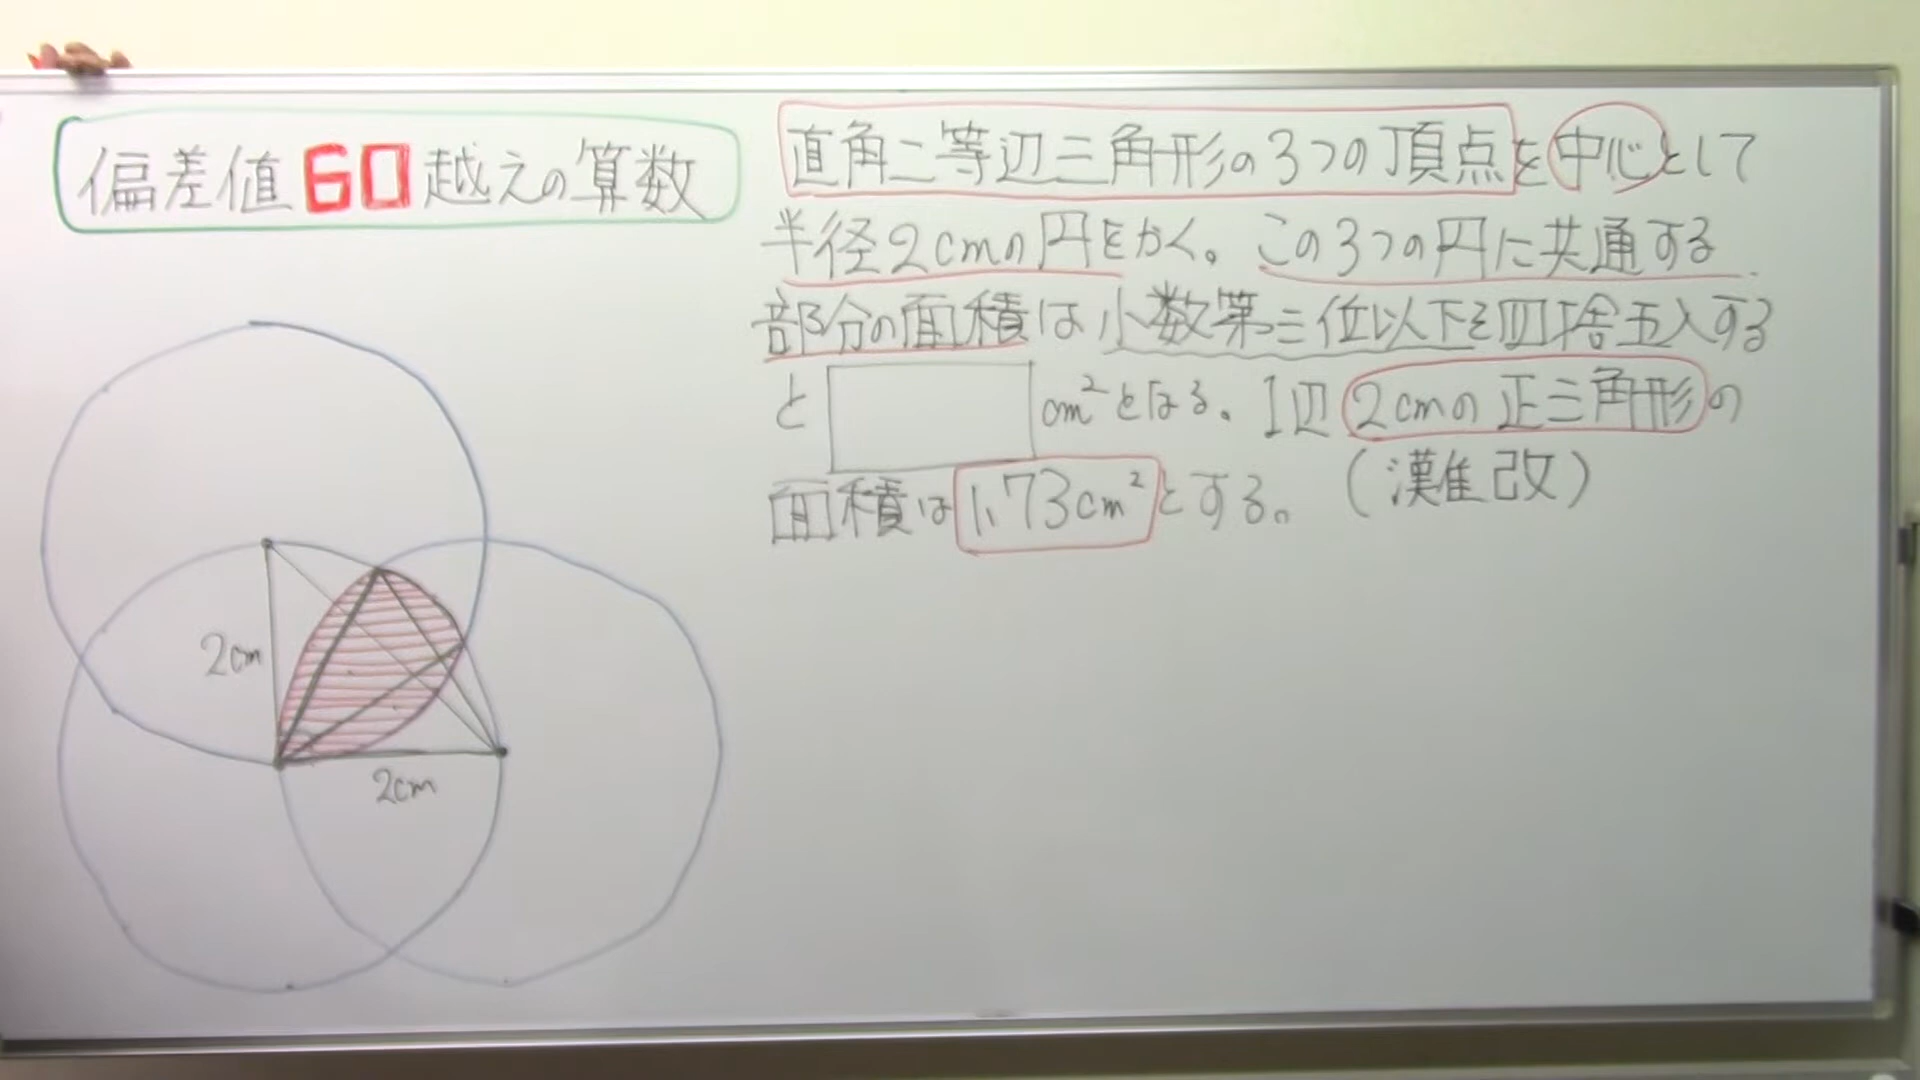 偏差値60越えの算数
直角二等辺三角形の3つの頂点を中心として
半径2cmの円をかく。この3つの円に共通する
部分の面積は小数第三位以下を四捨五入する
と cm²となる。1辺2cmの正三角形の
面積は1.73cm²とする。(灘改)
2cm
2cm